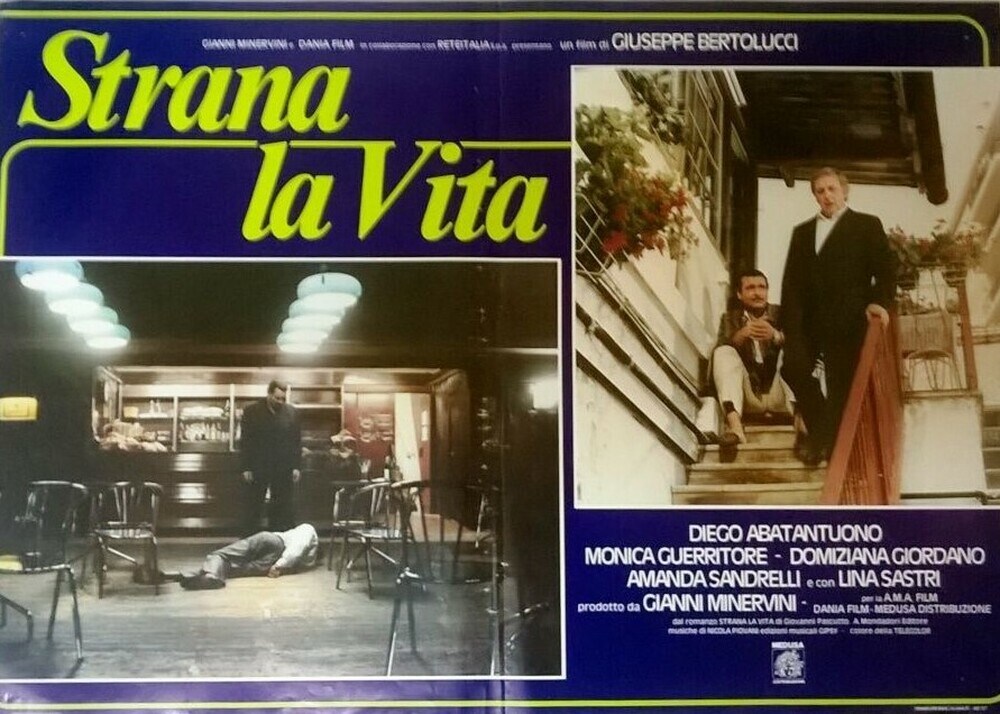 GIANNI MINERVINI e DANIA FILM in collaborazione con RETEITALIA s.p.a. presentano un film di GIUSEPPE BERTOLUCCI
Strana
la Vita
DIEGO ABATANTUONO
MONICA GUERRITORE - DOMIZIANA GIORDANO
AMANDA SANDRELLI e con LINA SASTRI
prodotto da GIANNI MINERVINI - per la A.M.A. FILM
DANIA FILM - MEDUSA DISTRIBUZIONE
dal romanzo STRANA LA VITA di Giovanni Pascutto A. Mondadori Editore
musiche di NICOLA PIOVANI edizioni musicali GIPSY - colore della TELECOLOR
MEDUSA
DISTRIBUZIONE